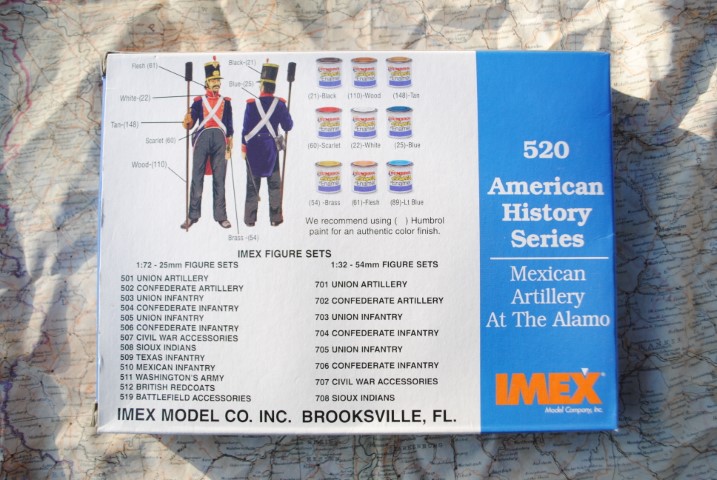 Flesh (61)
Black-(21)
White-(22)
Blue-(25)
Tan-(148)
Scarlet (60)
Wood-(110)
Brass -(54)
(21)-Black
(110)-Wood
(148)-Tan
(60)-Scarlet
(22)-White
(25)-Blue
(54) -Brass
(61)-Flesh
(89)-Lt Blue
We recommend using ( ) Humbrol
paint for an authentic color finish.
IMEX FIGURE SETS
1:72 - 25mm FIGURE SETS
501 UNION ARTILLERY
502 CONFEDERATE ARTILLERY
503 UNION INFANTRY
504 CONFEDERATE INFANTRY
505 UNION INFANTRY
506 CONFEDERATE INFANTRY
507 CIVIL WAR ACCESSORIES
508 SIOUX INDIANS
509 TEXAS INFANTRY
510 MEXICAN INFANTRY
511 WASHINGTON'S ARMY
512 BRITISH REDCOATS
519 BATTLEFIELD ACCESSORIES
1:32 - 54mm FIGURE SETS
701 UNION ARTILLERY
702 CONFEDERATE ARTILLERY
703 UNION INFANTRY
704 CONFEDERATE INFANTRY
705 UNION INFANTRY
706 CONFEDERATE INFANTRY
707 CIVIL WAR ACCESSORIES
708 SIOUX INDIANS
IMEX MODEL CO. INC. BROOKSVILLE, FL.
520
American
History
Series
Mexican
Artillery
At The Alamo
IMEX
Model Company, Inc.